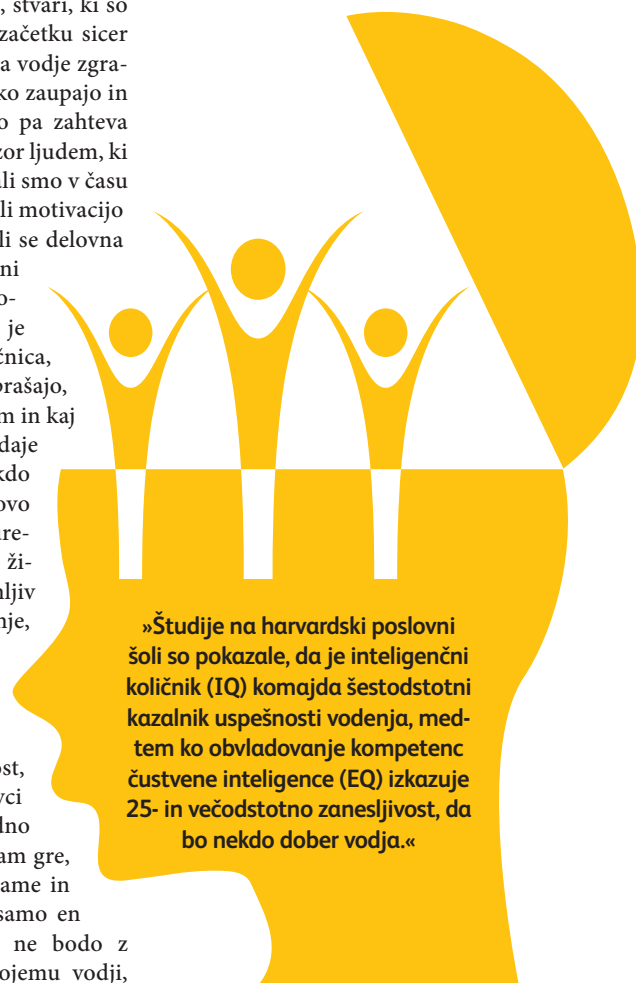 , stvari, ki so
začetku sicer
a vodje zgra-
ko zaupajo in
o pa zahteva
zor ljudem, ki
ali smo v času
li motivacijo
li se delovna
ni
o-
je
čnica,
prašajo,
m in kaj
daje
kdo
ovo
ure-
ži-
ljiv
nje,
»Študije na harvardski poslovni
šoli so pokazale, da je inteligenčni
količnik (IQ) komajda šestodstotni
kazalnik uspešnosti vodenja, med-
tem ko obvladovanje kompetenc
čustvene inteligence (EQ) izkazuje
25- in večodstotno zanesljivost, da
bo nekdo dober vodja.«
ost,
vci
dno
am gre,
ame in
samo en
ne bodo z
ojemu vodji,